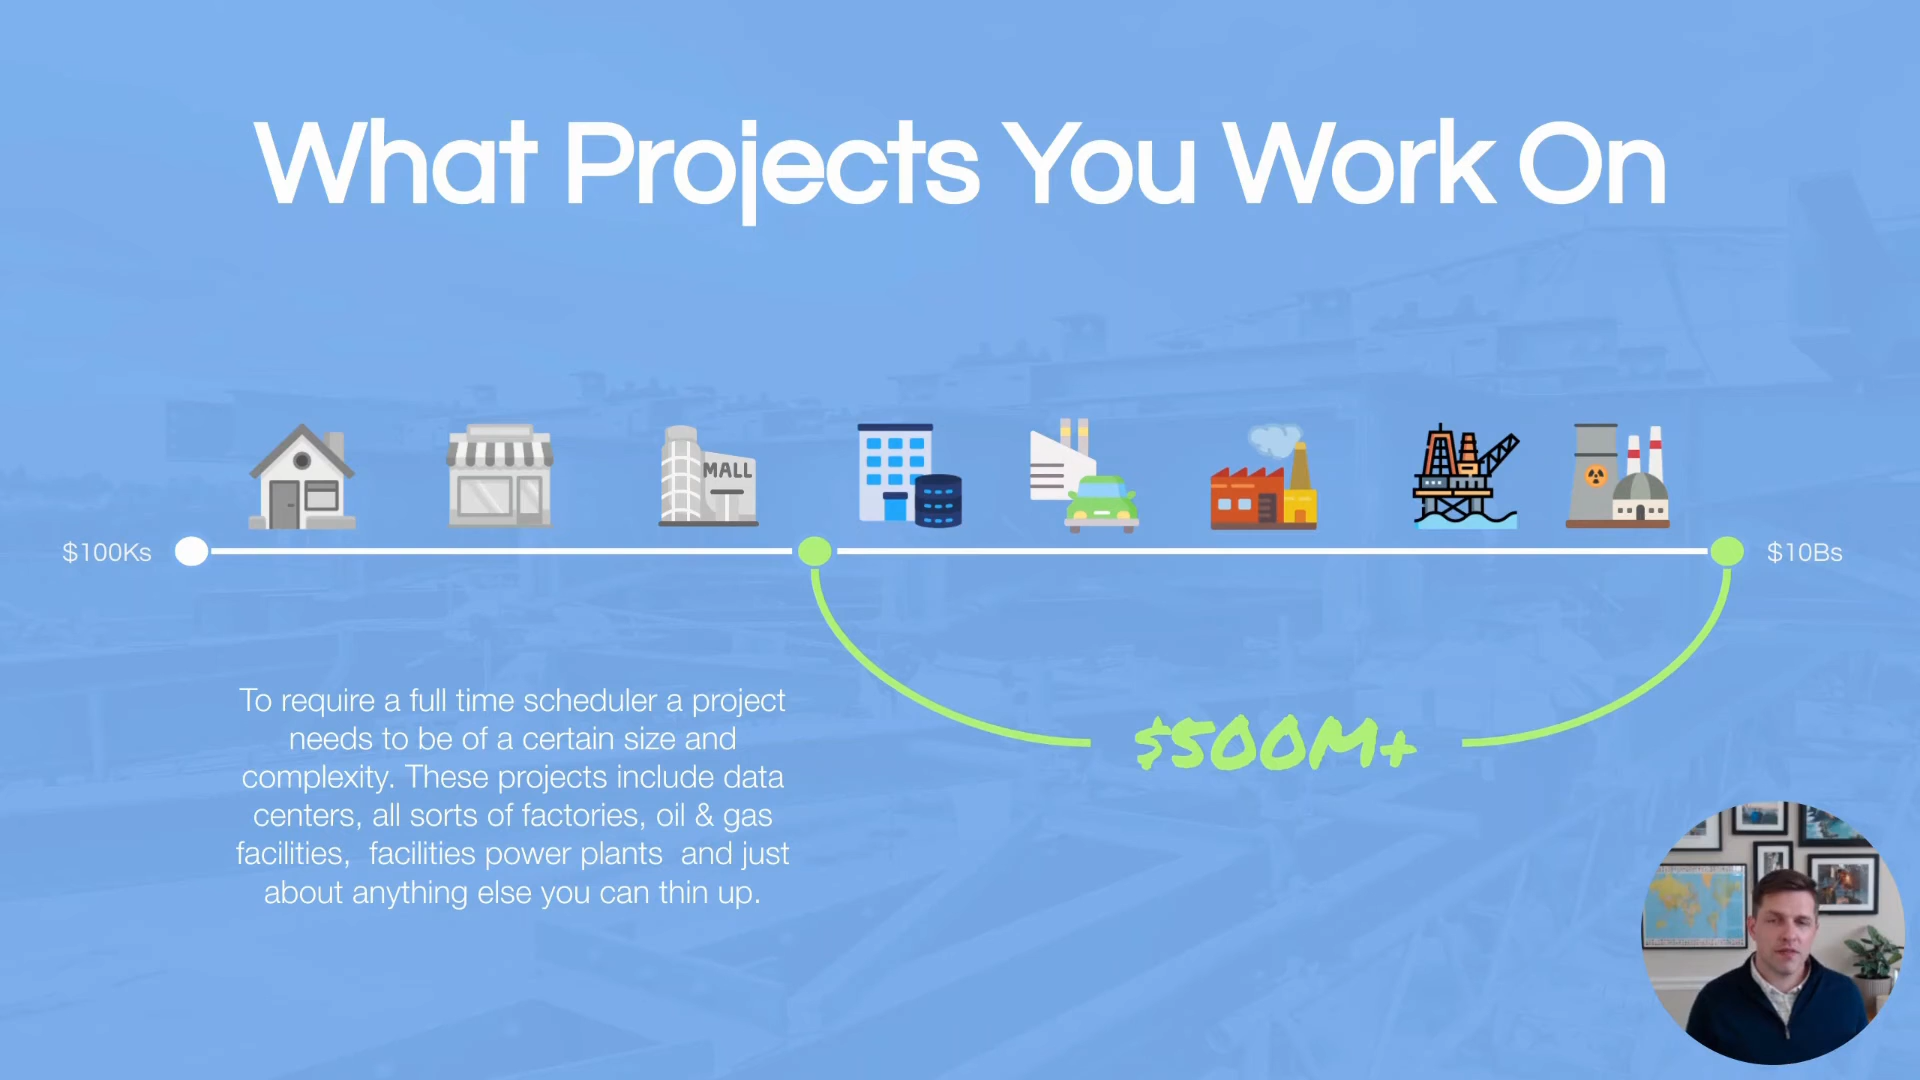 What Projects You Work On
MALL
$100Ks
$10Bs
$500M+
To require a full time scheduler a project
needs to be of a certain size and
complexity. These projects include data
centers, all sorts of factories, oil & gas
facilities,  facilities power plants  and just
about anything else you can thin up.